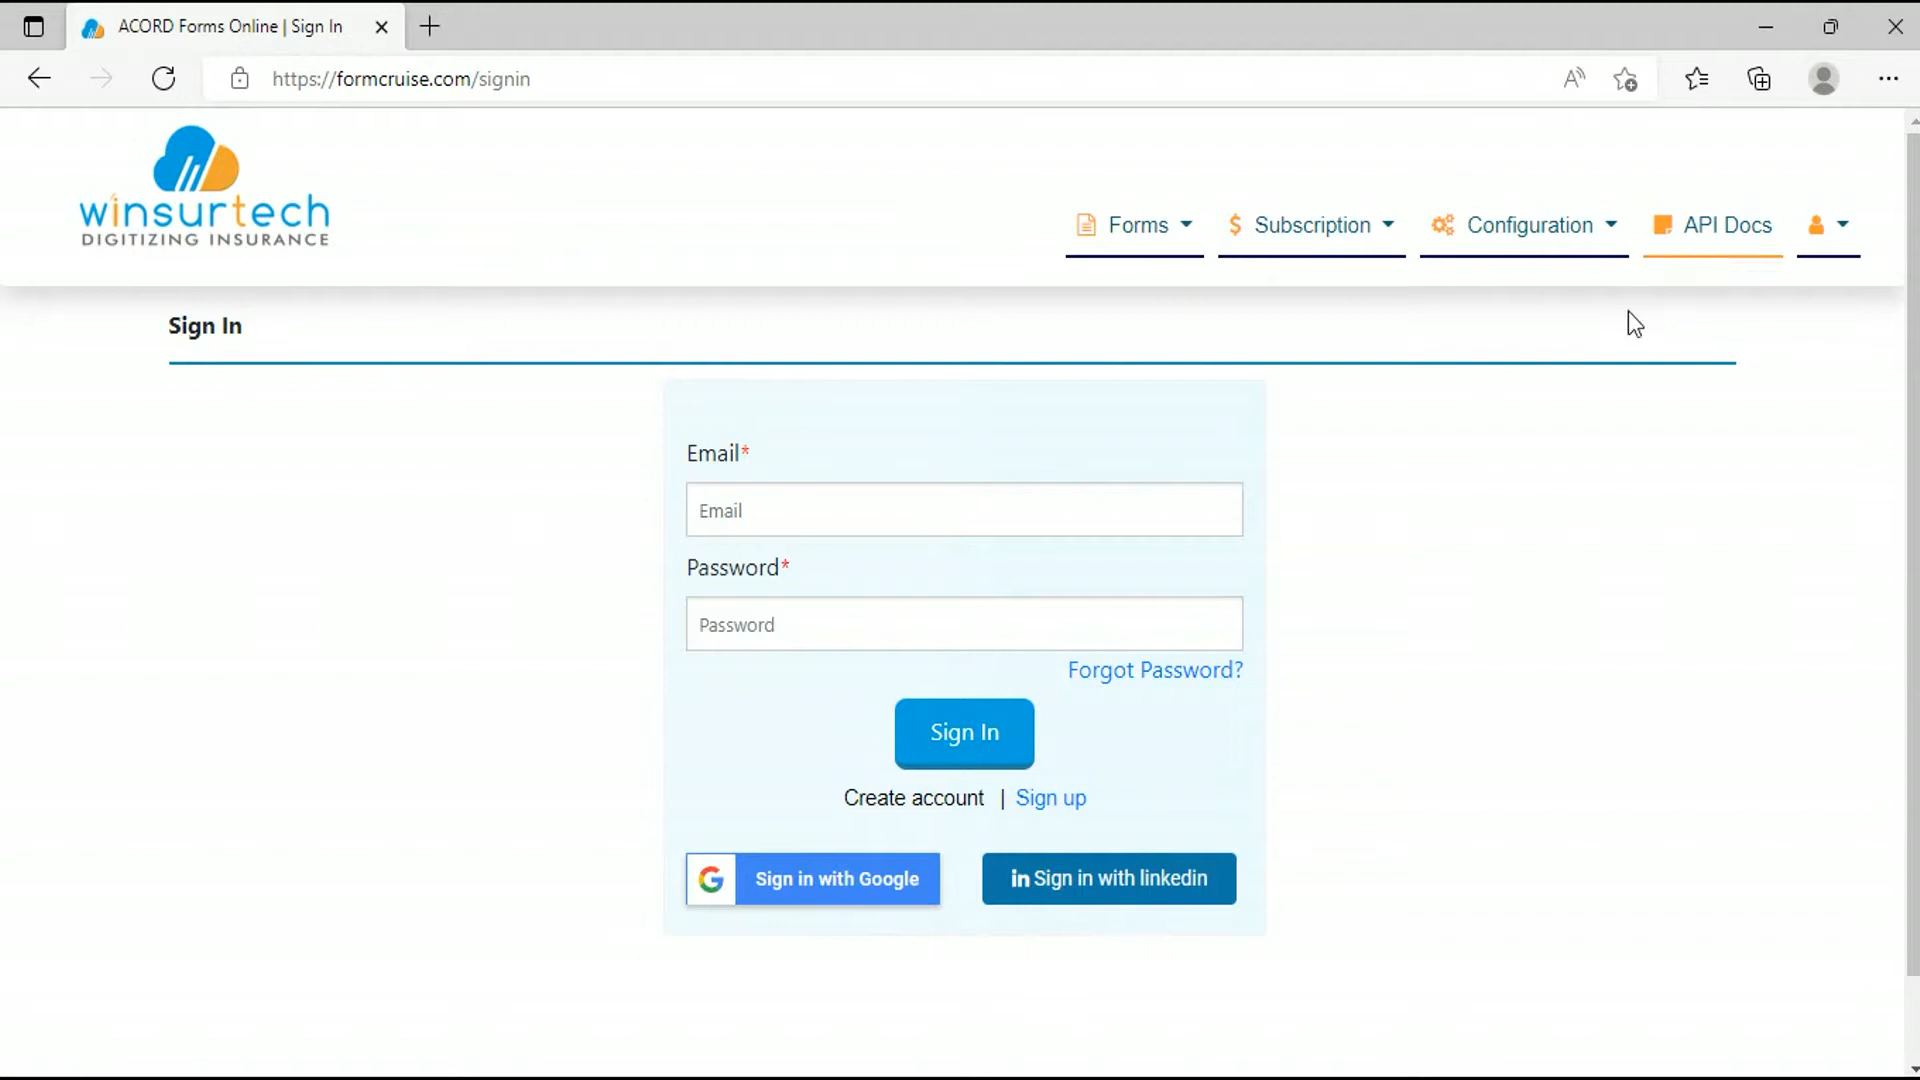 ACORD Forms Online | Sign In
https://formcruise.com/signin
winsurtech
DIGITIZING INSURANCE
Forms
Subscription
Configuration
API Docs
Sign In
Email*
Email
Password*
Password
Forgot Password?
Sign In
Create account | Sign up
Sign in with Google
in Sign in with linkedin